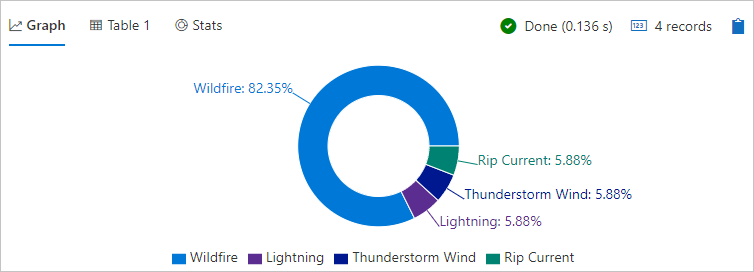 Graph Table 1 Stats Done (0.136 s) 123 4 records
Wildfire: 82.35%
Rip Current: 5.88%
Thunderstorm Wind: 5.88%
Lightning: 5.88%
Wildfire Lightning Thunderstorm Wind Rip Current